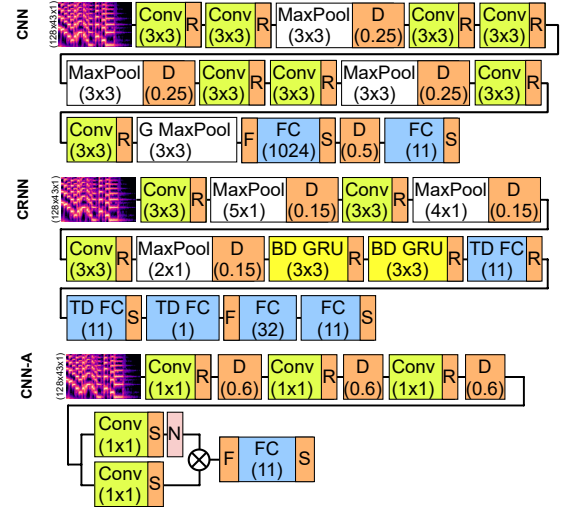 CNN
(128x43x1)
Conv (3x3) R
Conv (3x3) R
MaxPool (3x3)
D (0.25)
Conv (3x3) R
Conv (3x3) R
MaxPool (3x3)
D (0.25)
Conv (3x3) R
Conv (3x3) R
MaxPool (3x3)
D (0.25)
Conv (3x3) R
Conv (3x3) R
G MaxPool (3x3)
F
FC (1024) S
D (0.5)
FC (11) S
CRNN
(128x43x1)
Conv (3x3) R
MaxPool (5x1)
D (0.15)
Conv (3x3) R
MaxPool (4x1)
D (0.15)
Conv (3x3) R
MaxPool (2x1)
D (0.15)
BD GRU (3x3) R
BD GRU (3x3) R
TD FC (11) R
TD FC (11) S
TD FC (1)
F
FC (32)
FC (11) S
CNN-A
(128x43x1)
Conv (1x1) R
D (0.6)
Conv (1x1) R
D (0.6)
Conv (1x1) R
D (0.6)
Conv (1x1) S
N
Conv (1x1) S
F
FC (11) S